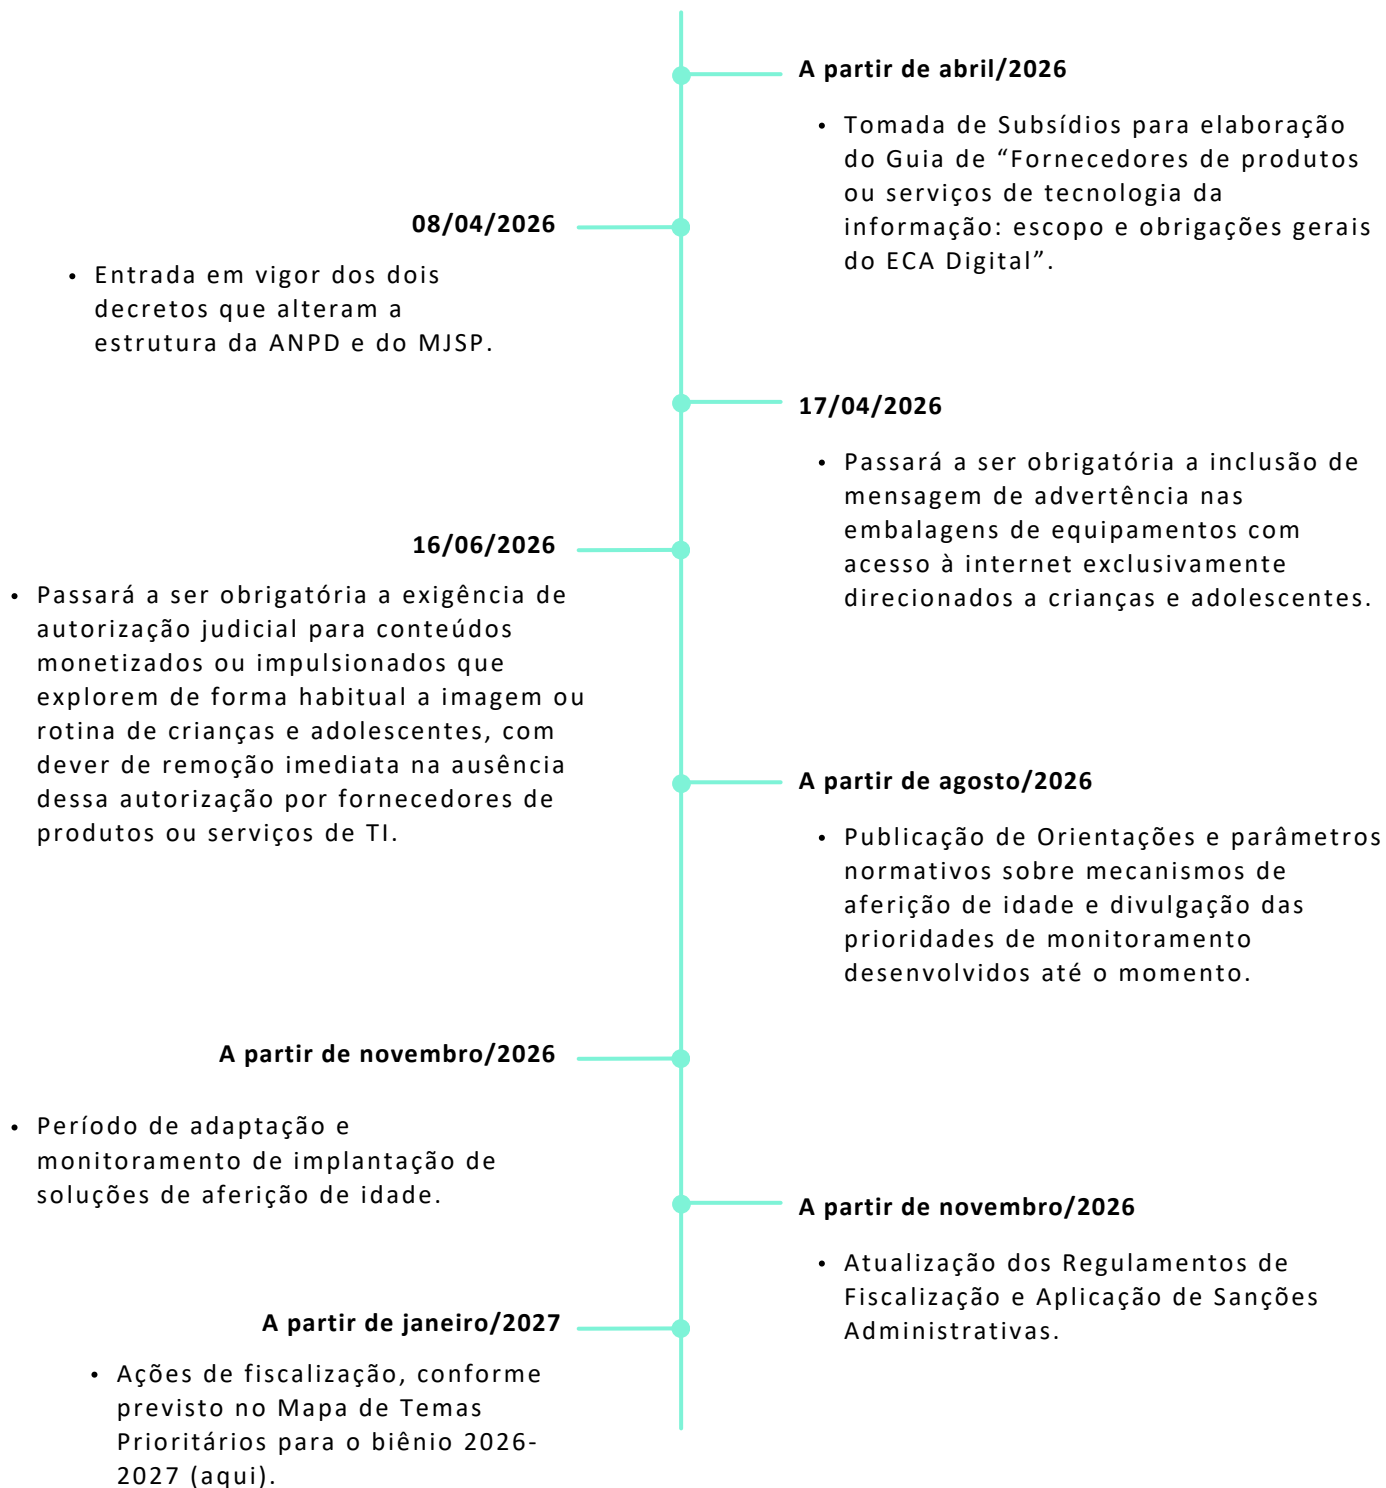 A partir de abril/2026
• Tomada de Subsídios para elaboração
do Guia de “Fornecedores de produtos
ou serviços de tecnologia da
informação: escopo e obrigações gerais
do ECA Digital”.
08/04/2026
• Entrada em vigor dos dois
decretos que alteram a
estrutura da ANPD e do MJSP.
17/04/2026
• Passará a ser obrigatória a inclusão de
mensagem de advertência nas
embalagens de equipamentos com
acesso à internet exclusivamente
direcionados a crianças e adolescentes.
16/06/2026
• Passará a ser obrigatória a exigência de
autorização judicial para conteúdos
monetizados ou impulsionados que
explorem de forma habitual a imagem ou
rotina de crianças e adolescentes, com
dever de remoção imediata na ausência
dessa autorização por fornecedores de
produtos ou serviços de TI.
A partir de agosto/2026
• Publicação de Orientações e parâmetros
normativos sobre mecanismos de
aferição de idade e divulgação das
prioridades de monitoramento
desenvolvidos até o momento.
A partir de novembro/2026
• Período de adaptação e
monitoramento de implantação de
soluções de aferição de idade.
A partir de novembro/2026
• Atualização dos Regulamentos de
Fiscalização e Aplicação de Sanções
Administrativas.
A partir de janeiro/2027
• Ações de fiscalização, conforme
previsto no Mapa de Temas
Prioritários para o biênio 2026-
2027 (aqui).